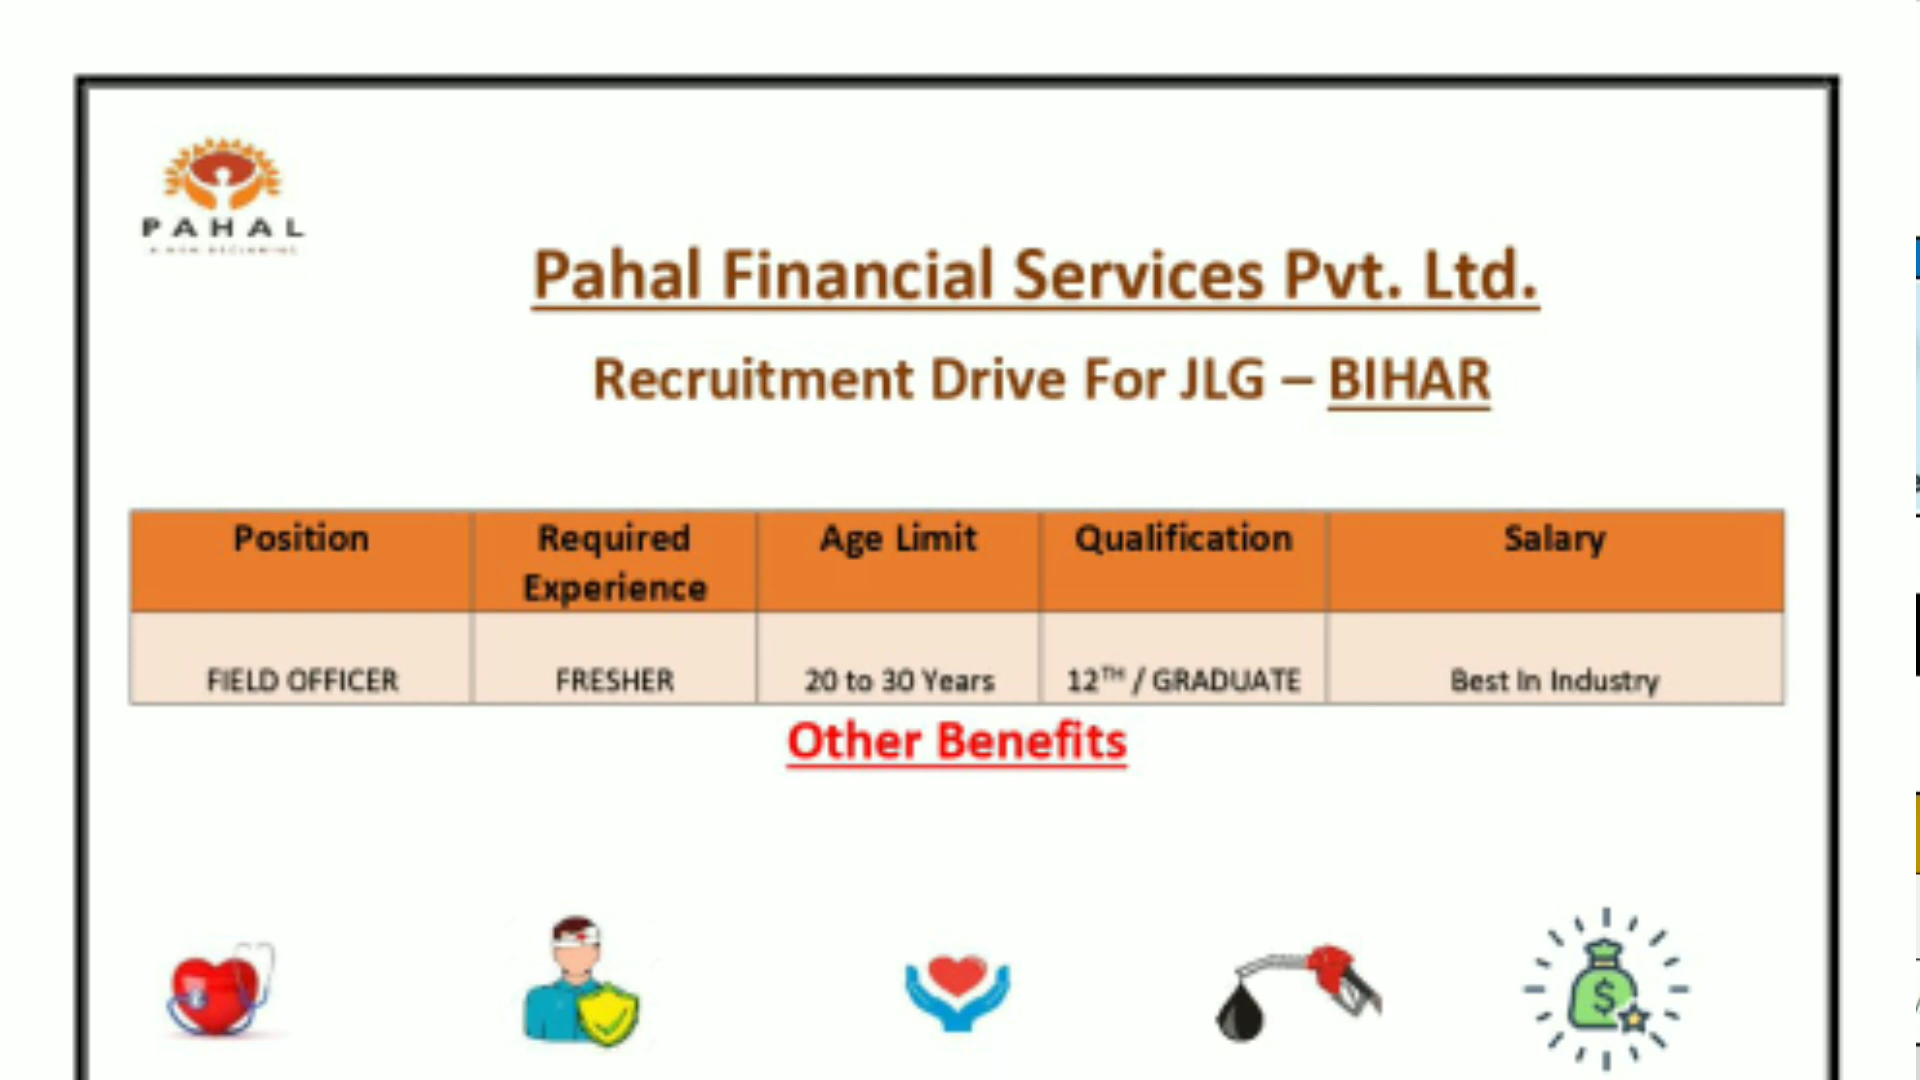 PAHAL
Pahal Financial Services Pvt. Ltd.
Recruitment Drive For JLG – BIHAR
Position Required Experience Age Limit Qualification Salary
FIELD OFFICER FRESHER 20 to 30 Years 12TH / GRADUATE Best In Industry
Other Benefits